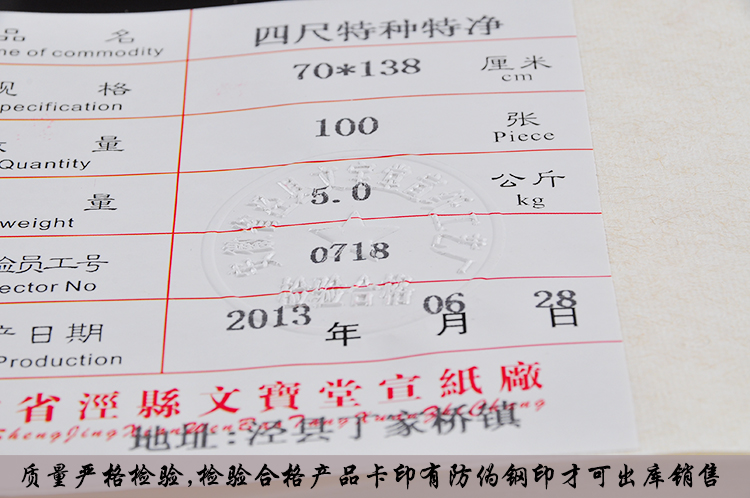 品 名 四尺特种特净
me of commodity
规 格 70*138 厘米
pecification cm
量 100 张
Quantity Piece
量 5.0 公斤
weight kg
验员工号 0718
ector No
产日期 2013 年 06 月 28 日
Production
检验合格
省涇縣文寶堂宣紙廠
地址:泾县丁家桥镇
质量严格检验,检验合格产品卡印有防伪钢印才可出库销售